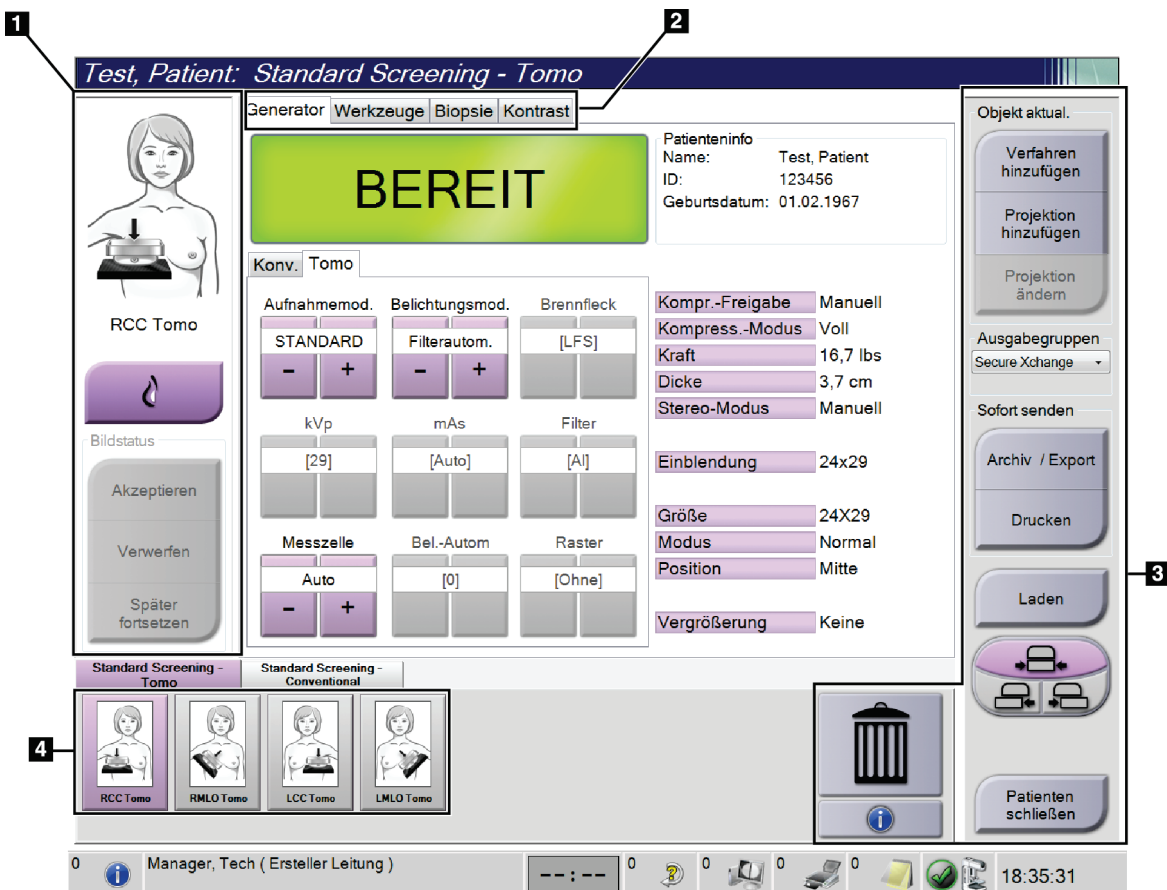 1
2
Test, Patient: Standard Screening - Tomo
Generator Werkzeuge Biopsie Kontrast
BEREIT
Patienteninfo
Name: Test, Patient
ID: 123456
Geburtsdatum: 01.02.1967
RCC Tomo
Bildstatus
Akzeptieren
Verwerfen
Später
fortsetzen
Konv. Tomo
Aufnahmemod. Belichtungsmod. Brennfleck
STANDARD Filterautom. [LFS]
- + - +
kVp mAs Filter
[29] [Auto] [Al]
Messzelle Bel.-Autom Raster
Auto [0] [Ohne]
- +
Kompr.-Freigabe Manuell
Kompress.-Modus Voll
Kraft 16,7 lbs
Dicke 3,7 cm
Stereo-Modus Manuell
Einblendung 24x29
Größe 24X29
Modus Normal
Position Mitte
Vergrößerung Keine
Objekt aktual.
Verfahren
hinzufügen
Projektion
hinzufügen
Projektion
ändern
Ausgabegruppen
Secure Xchange
Sofort senden
Archiv / Export
Drucken
3
Laden
Patienten
schließen
Standard Screening -
Tomo
Standard Screening -
Conventional
4
RCC Tomo RMLO Tomo LCC Tomo LMLO Tomo
0 Manager, Tech ( Ersteller Leitung ) --:-- 0 0 0 0 18:35:31